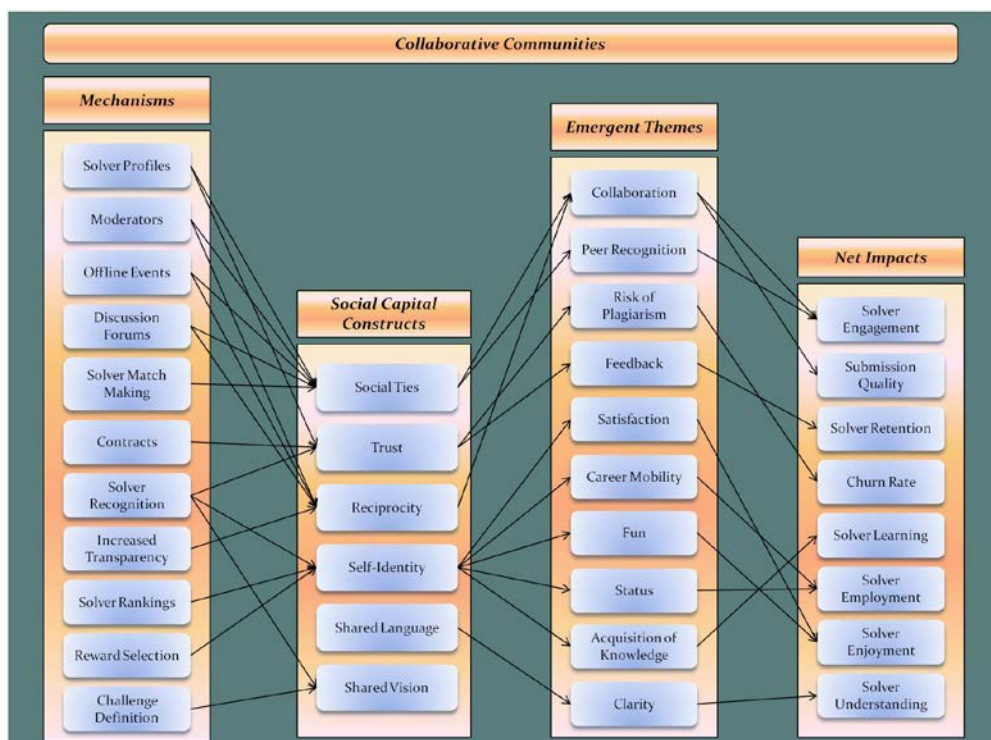 Collaborative Communities
Mechanisms
Solver Profiles
Moderators
Offline Events
Discussion
Forums
Solver Match
Making
Contracts
Solver
Recognition
Increased
Transparency
Solver Rankings
Reward Selection
Challenge
Definition
Social Capital
Constructs
Social Ties
Trust
Reciprocity
Self-Identity
Shared Language
Shared Vision
Emergent Themes
Collaboration
Peer Recognition
Risk of
Plagiarism
Feedback
Satisfaction
Career Mobility
Fun
Status
Acquisition of
Knowledge
Clarity
Net Impacts
Solver
Engagement
Submission
Quality
Solver Retention
Churn Rate
Solver Learning
Solver
Employment
Solver
Enjoyment
Solver
Understanding